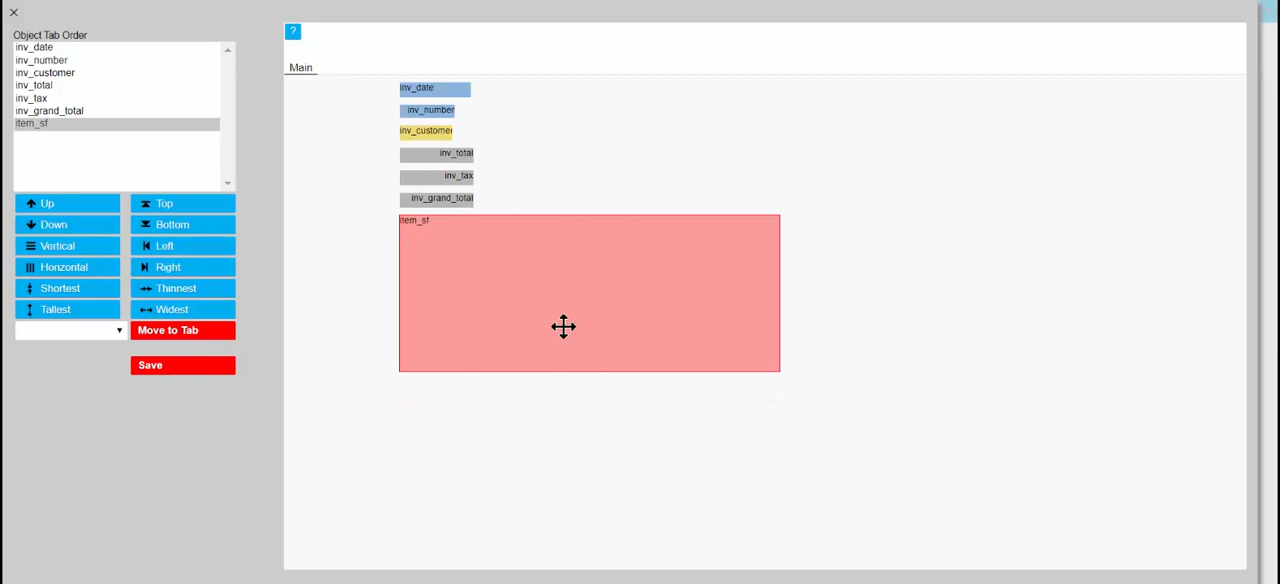 Object Tab Order
inv_date
inv_number
inv_customer
inv_total
inv_tax
inv_grand_total
item_sf
Up
Top
Down
Bottom
Vertical
Left
Horizontal
Right
Shortest
Thinnest
Tallest
Widest
Move to Tab
Save
?
Main
inv_date
inv_number
inv_customer
inv_total
inv_tax
inv_grand_total
item_sf